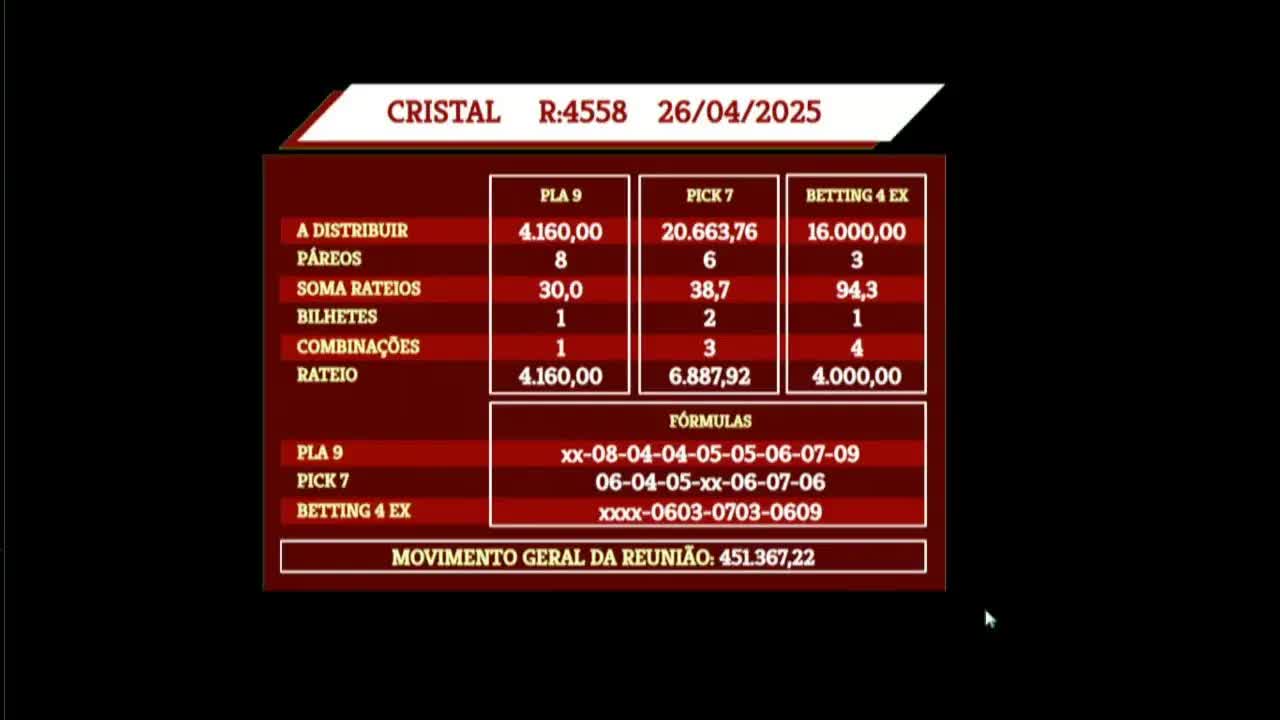 CRISTAL R:4558 26/04/2025
PLA 9 PICK 7 BETTING 4 EX
A DISTRIBUIR 4.160,00 20.663,76 16.000,00
PÁREOS 8 6 3
SOMA RATEIOS 30,0 38,7 94,3
BILHETES 1 2 1
COMBINAÇÕES 1 3 4
RATEIO 4.160,00 6.887,92 4.000,00
FÓRMULAS
PLA 9 xx-08-04-04-05-05-06-07-09
PICK 7 06-04-05-xx-06-07-06
BETTING 4 EX xxxx-0603-0703-0609
MOVIMENTO GERAL DA REUNIÃO: 451.367,22